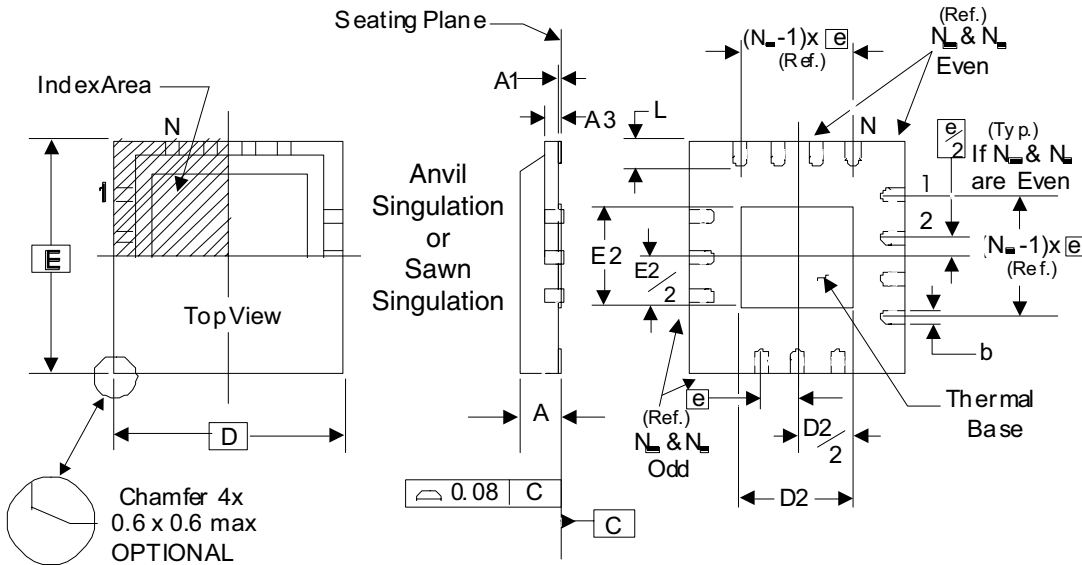 Seating Plane
IndexArea
N
1
E
TopView
D
Chamfer 4x
0.6 x 0.6 max
OPTIONAL
A1
A3
L
Anvil
Singulation
or
Sawn
Singulation
A
0.08 C
C
(N -1)x e
(Ref.)
(Ref.)
N & N
Even
N
e/2
(Typ.)
If N & N
are Even
1
2
(N -1)x e
(Ref.)
E2
E2/2
b
e
(Ref.)
N & N
Odd
D2/2
D2
Thermal
Base